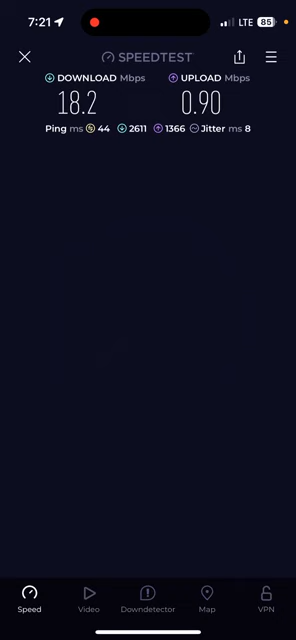 7:21 LTE 85
SPEEDTEST
DOWNLOAD Mbps UPLOAD Mbps
18.2 0.90
Ping ms 44 2611 1366 Jitter ms 8
Speed Video Downdetector Map VPN